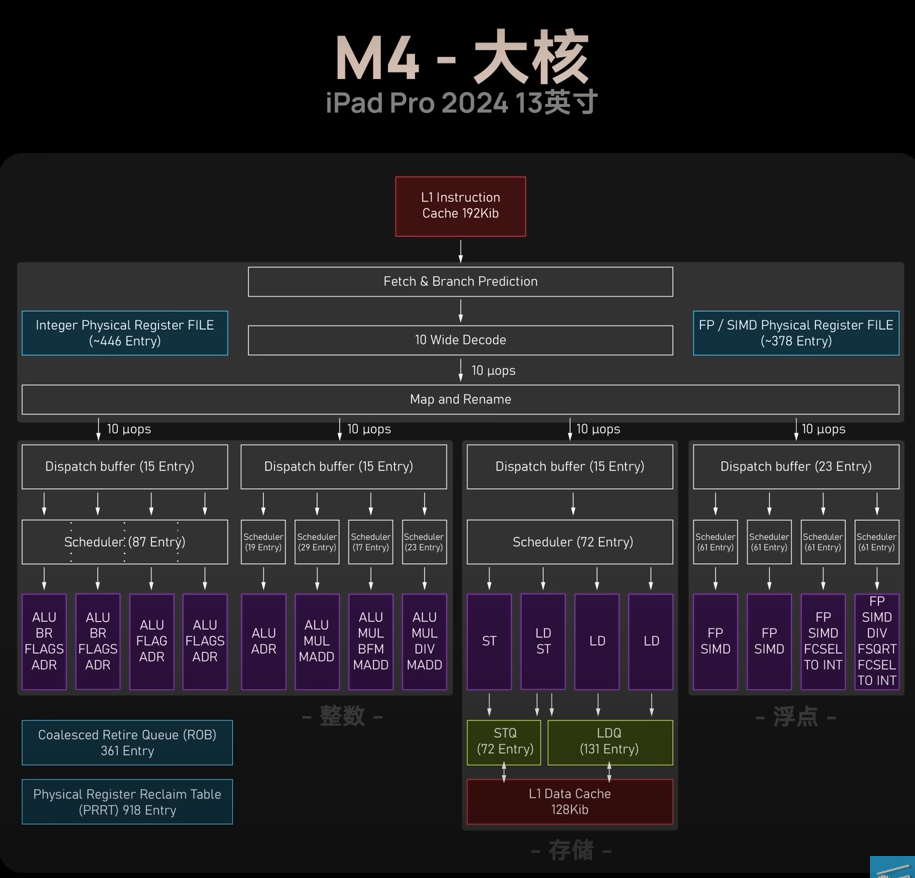 M4 - 大核
iPad Pro 2024 13英寸
L1 Instruction
Cache 192Kib
Fetch & Branch Prediction
Integer Physical Register FILE
(~446 Entry)
10 Wide Decode
FP / SIMD Physical Register FILE
(~378 Entry)
10 μops
Map and Rename
10 μops
10 μops
10 μops
10 μops
Dispatch buffer (15 Entry)
Dispatch buffer (15 Entry)
Dispatch buffer (15 Entry)
Dispatch buffer (23 Entry)
Scheduler (87 Entry)
Scheduler
(19 Entry)
Scheduler
(29 Entry)
Scheduler
(17 Entry)
Scheduler
(23 Entry)
Scheduler (72 Entry)
Scheduler
(61 Entry)
Scheduler
(61 Entry)
Scheduler
(61 Entry)
Scheduler
(61 Entry)
ALU
BR
FLAGS
ADR
ALU
BR
FLAGS
ADR
ALU
FLAG
ADR
ALU
FLAGS
ADR
ALU
ADR
ALU
MUL
MADD
ALU
MUL
BFM
MADD
ALU
MUL
DIV
MADD
ST
LD
ST
LD
LD
FP
SIMD
FP
SIMD
FP
SIMD
FCSEL
TO INT
FP
SIMD
DIV
FSQRT
FCSEL
TO INT
- 整数 -
- 浮点 -
Coalesced Retire Queue (ROB)
361 Entry
STQ
(72 Entry)
LDQ
(131 Entry)
Physical Register Reclaim Table
(PRRT) 918 Entry
L1 Data Cache
128Kib
- 存储 -